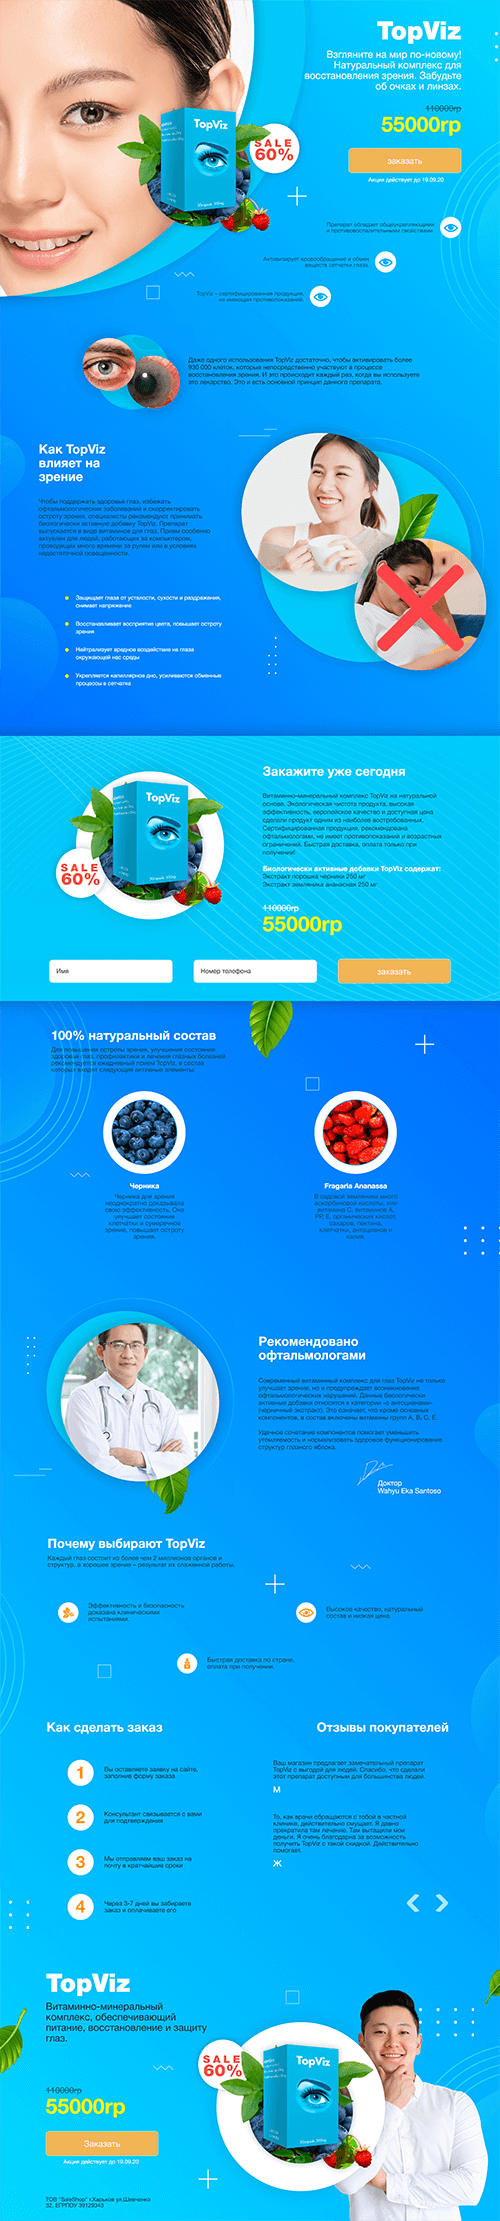 TopViz
Взгляните на мир по-новому!
Натуральный комплекс для
восстановления зрения. Забудьте
об очках и линзах.
110000rp
55000rp
TopViz
SALE
60%
заказать
Акция действует до 19.09.20
Препарат обладает общеукрепляющими
и противовоспалительными свойствами.
Активизирует кровообращение и обмен
веществ сетчатки глаза.
TopViz – сертифицированная продукция,
не имеющая противопоказаний.
Даже одного использования TopViz достаточно, чтобы активировать более
930 000 клеток, которые непосредственно участвуют в процессе
восстановления зрения. И это происходит каждый раз, когда вы используете
это лекарство. Это и есть основной принцип данного препарата.
Как TopViz
влияет на
зрение
Чтобы поддержать здоровье глаз, избежать
офтальмологических заболеваний и скорректировать
остроту зрения, специалисты рекомендуют принимать
биологически активную добавку TopViz. Препарат
выпускается в виде витаминов для глаз. Прием особенно
актуален для людей, работающих за компьютером,
проводящих много времени за рулем или в условиях
недостаточной освещенности.
Защищает глаза от усталости, сухости и раздражения,
снимает напряжение
Восстанавливает восприятие цвета, повышает остроту
зрения
Нейтрализует вредное воздействие на глаза
окружающей нас среды
Укрепляется капиллярное дно, усиливаются обменные
процессы в сетчатке
TopViz
SALE
60%
Закажите уже сегодня
Витаминно-минеральный комплекс TopViz на натуральной
основе. Экологическая чистота продукта, высокая
эффективность, европейское качество и доступная цена
сделали продукт одним из наиболее востребованных.
Сертифицированная продукция, рекомендована
офтальмологами, не имеет противопоказаний и возрастных
ограничений. Быстрая доставка, оплата только при
получении!
Биологически активные добавки TopViz содержат:
Экстракт порошка черники 250 мг
Экстракт земляника ананасная 250 мг
110000rp
55000rp
Имя
Номер телефона
заказать
100% натуральный состав
Для повышения остроты зрения, улучшения состояния
здоровья глаз, профилактики и лечения глазных болезней
рекомендуется ежедневный прием TopViz, в состав
которых входят следующие активные элементы:
Черника
Черника для зрения
неоднократно доказывала
свою эффективность. Она
улучшает состояние
клетчатки и сумеречное
зрение, повышает остроту
зрения.
Fragaria Ananassa
В садовой землянике много
аскорбиновой кислоты, или
витамина С, витаминов А,
РР, Е, органических кислот,
сахаров, пектина,
клетчатки, антоцианов и
калия.
Рекомендовано
офтальмологами
Современный витаминный комплекс для глаз TopViz не только
улучшает зрение, но и предупреждает возникновение
офтальмологических нарушений. Данные биологически
активные добавки относятся к категории «с антоцианами»
(черничный экстракт). Это означает, что кроме основных
компонентов, в состав включены витамины групп А, В, С, Е.
Удачное сочетание компонентов помогает уменьшить
утомляемость и нормализовать здоровое функционирование
структур глазного яблока.
Доктор
Wahyu Eka Santoso
Почему выбирают TopViz
Каждый глаз состоит из более чем 2 миллионов органов и
структур, а хорошее зрение – результат их слаженной работы.
Эффективность и безопасность
доказана клиническими
испытаниями.
Высокое качество, натуральный
состав и низкая цена.
Быстрая доставка по стране,
оплата при получении.
Как сделать заказ
1
Вы оставляете заявку на сайте,
заполнив форму заказа
2
Консультант связывается с вами
для подтверждения
3
Мы отправляем ваш заказ на
почту в кратчайшие сроки
4
Через 3-7 дней вы забираете
заказ и оплачиваете его
Отзывы покупателей
Ваш магазин предлагает замечательный препарат
TopViz с выгодой для людей. Спасибо, что сделали
этот препарат доступным для большинства людей.
М
То, как врачи обращаются с тобой в частной
клинике, действительно смущает. Я давно
прекратила там лечение. Там вытащили мои
деньги. Я очень благодарна за возможность
получить TopViz с такой скидкой. Действительно
помогает.
Ж
TopViz
Витаминно-минеральный
комплекс, обеспечивающий
питание, восстановление и защиту
глаз.
110000rp
55000rp
Заказать
Акция действует до 19.09.20
SALE
60%
TopViz
ТОВ "SaleShop" г.Харьков ул.Шевченко
32, ЕГРПОУ 39129343